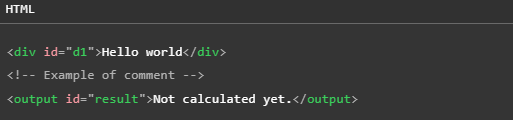 HTML
<div id="d1">Hello world</div>
<!-- Example of comment -->
<output id="result">Not calculated yet.</output>